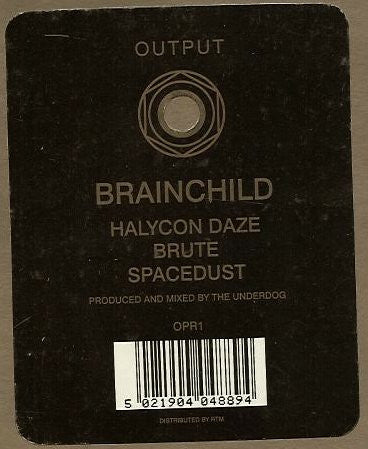 OUTPUT
BRAINCHILD
HALYCON DAZE
BRUTE
SPACEDUST
PRODUCED AND MIXED BY THE UNDERDOG
OPR1
5 021904 048894
DISTRIBUTED BY RTM